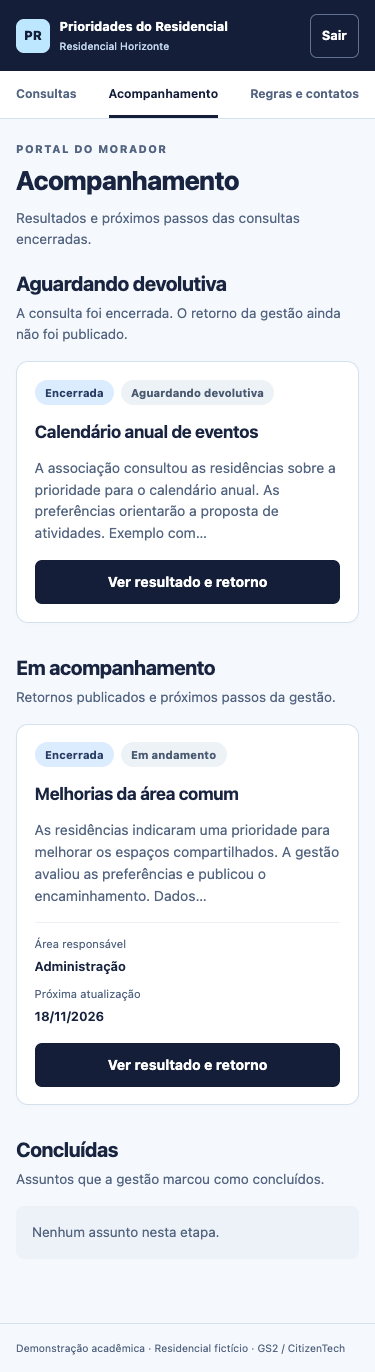 PR
Prioridades do Residencial
Residencial Horizonte
Sair
Consultas
Acompanhamento
Regras e contatos
PORTAL DO MORADOR
Acompanhamento
Resultados e próximos passos das consultas
encerradas.
Aguardando devolutiva
A consulta foi encerrada. O retorno da gestão ainda
não foi publicado.
Encerrada
Aguardando devolutiva
Calendário anual de eventos
A associação consultou as residências sobre a
prioridade para o calendário anual. As
preferências orientarão a proposta de
atividades. Exemplo com...
Ver resultado e retorno
Em acompanhamento
Retornos publicados e próximos passos da gestão.
Encerrada
Em andamento
Melhorias da área comum
As residências indicaram uma prioridade para
melhorar os espaços compartilhados. A gestão
avaliou as preferências e publicou o
encaminhamento. Dados...
Área responsável
Administração
Próxima atualização
18/11/2026
Ver resultado e retorno
Concluídas
Assuntos que a gestão marcou como concluídos.
Nenhum assunto nesta etapa.
Demonstração acadêmica · Residencial fictício · GS2 / CitizenTech